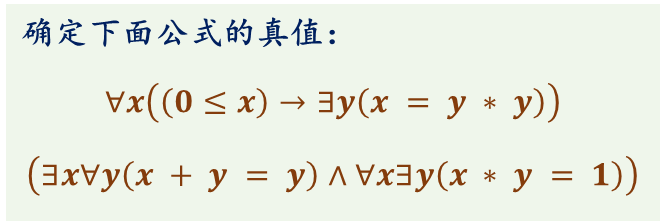 确定下面公式的真值：
∀x((0 ≤ x) → ∃y(x = y * y))
(∃x∀y(x + y = y) ∧ ∀x∃y(x * y = 1))